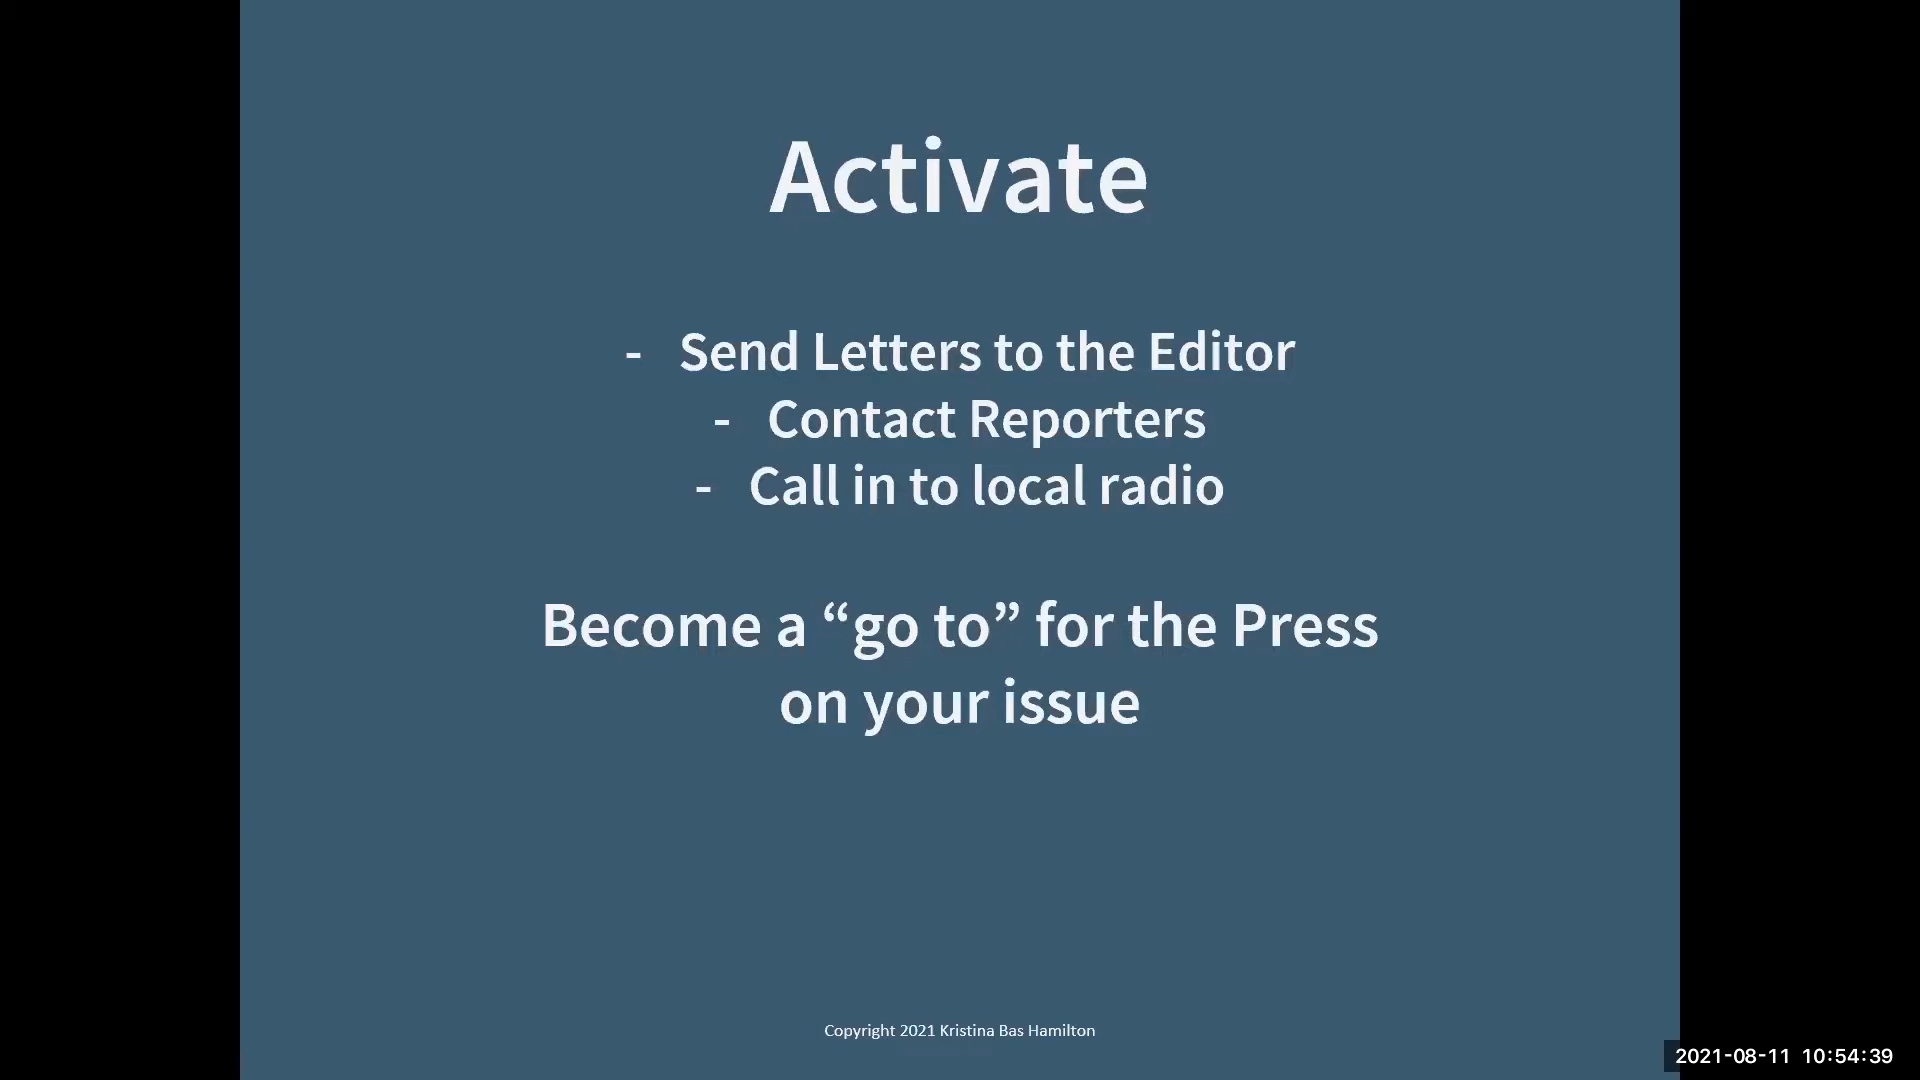 Activate
- Send Letters to the Editor
- Contact Reporters
- Call in to local radio
Become a “go to” for the Press
on your issue
Copyright 2021 Kristina Bas Hamilton
2021-08-11 10:54:39